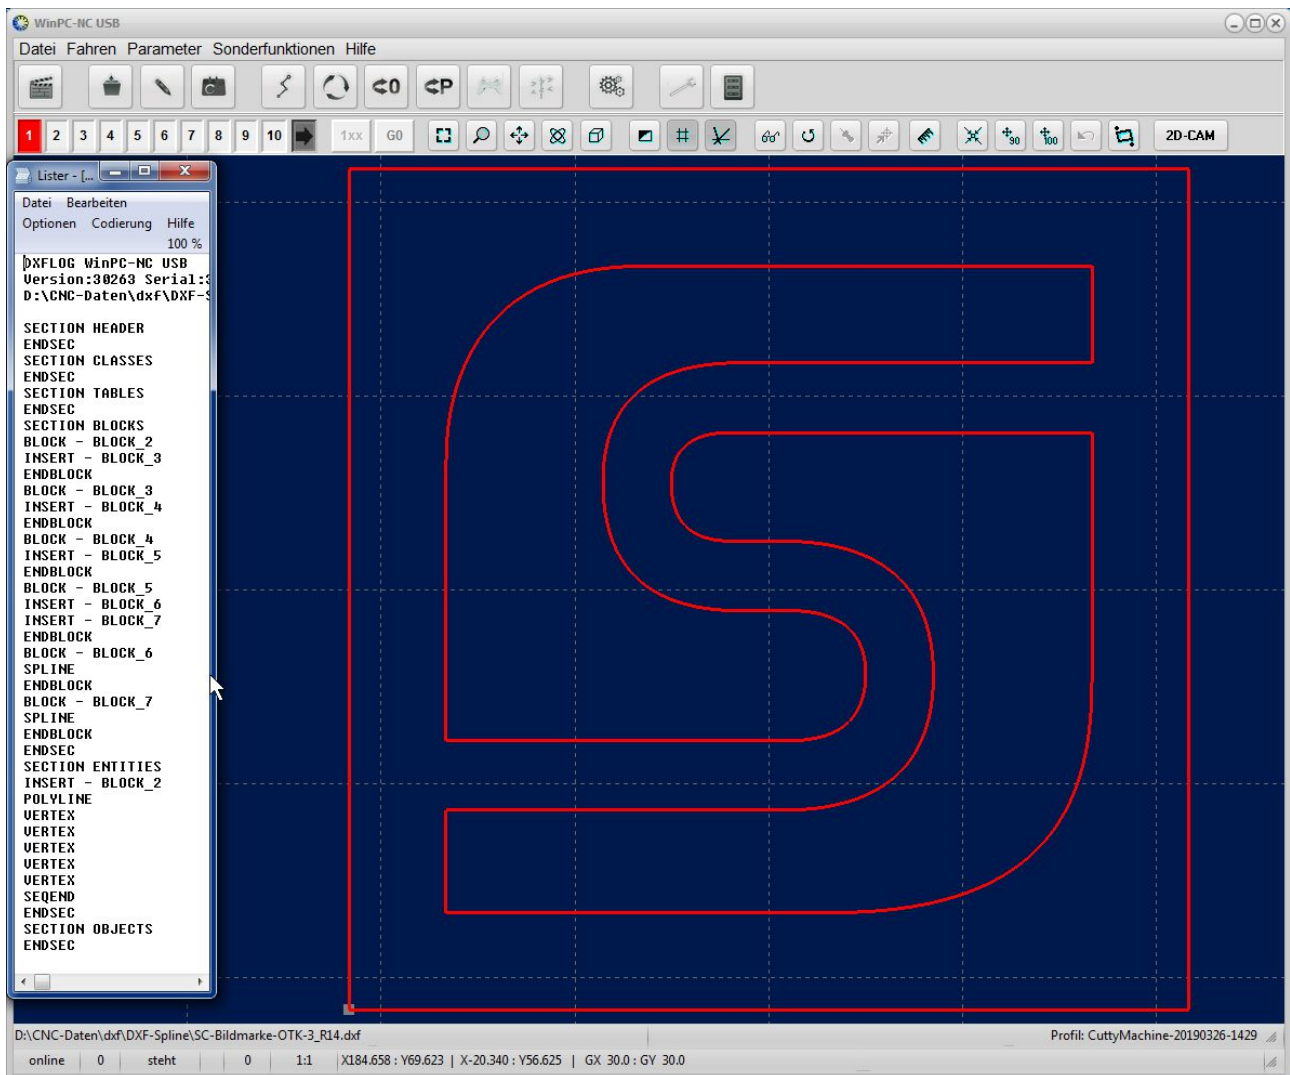 WinPC-NC USB
Datei Fahren Parameter Sonderfunktionen Hilfe
C 0 P
1 2 3 4 5 6 7 8 9 10 1xx G0 90 100 2D-CAM
Lister - [...
Datei Bearbeiten
Optionen Codierung Hilfe
100 %
DXFLOG WinPC-NC USB
Version:30263 Serial:
D:\CNC-Daten\dxf\DXF-S
SECTION HEADER
ENDSEC
SECTION CLASSES
ENDSEC
SECTION TABLES
ENDSEC
SECTION BLOCKS
BLOCK - BLOCK_2
INSERT - BLOCK_3
ENDBLOCK
BLOCK - BLOCK_3
INSERT - BLOCK_4
ENDBLOCK
BLOCK - BLOCK_4
INSERT - BLOCK_5
ENDBLOCK
BLOCK - BLOCK_5
INSERT - BLOCK_6
INSERT - BLOCK_7
ENDBLOCK
BLOCK - BLOCK_6
SPLINE
ENDBLOCK
BLOCK - BLOCK_7
SPLINE
ENDBLOCK
ENDSEC
SECTION ENTITIES
INSERT - BLOCK_2
POLYLINE
VERTEX
VERTEX
VERTEX
VERTEX
VERTEX
SEQEND
ENDSEC
SECTION OBJECTS
ENDSEC
D:\CNC-Daten\dxf\DXF-Spline\SC-Bildmarke-OTK-3_R14.dxf Profil: CuttyMachine-20190326-1429
online 0 steht 0 1:1 X184.658 : Y69.623 | X-20.340 : Y56.625 | GX 30.0 : GY 30.0